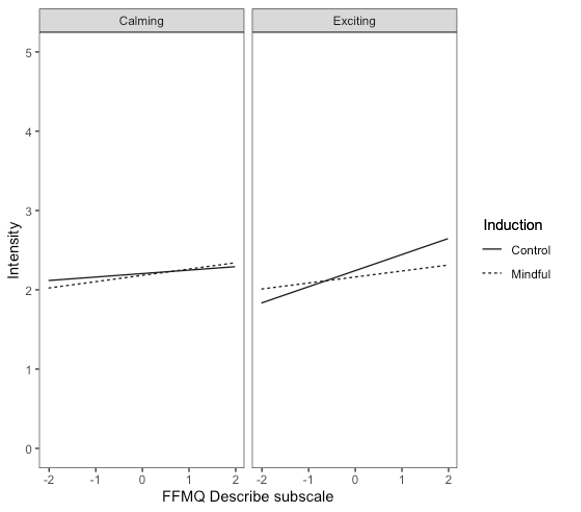 Calming Exciting
5
4
3
2
1
0
Intensity
-2 -1 0 1 2 -2 -1 0 1 2
FFMQ Describe subscale
Induction
Control
Mindful